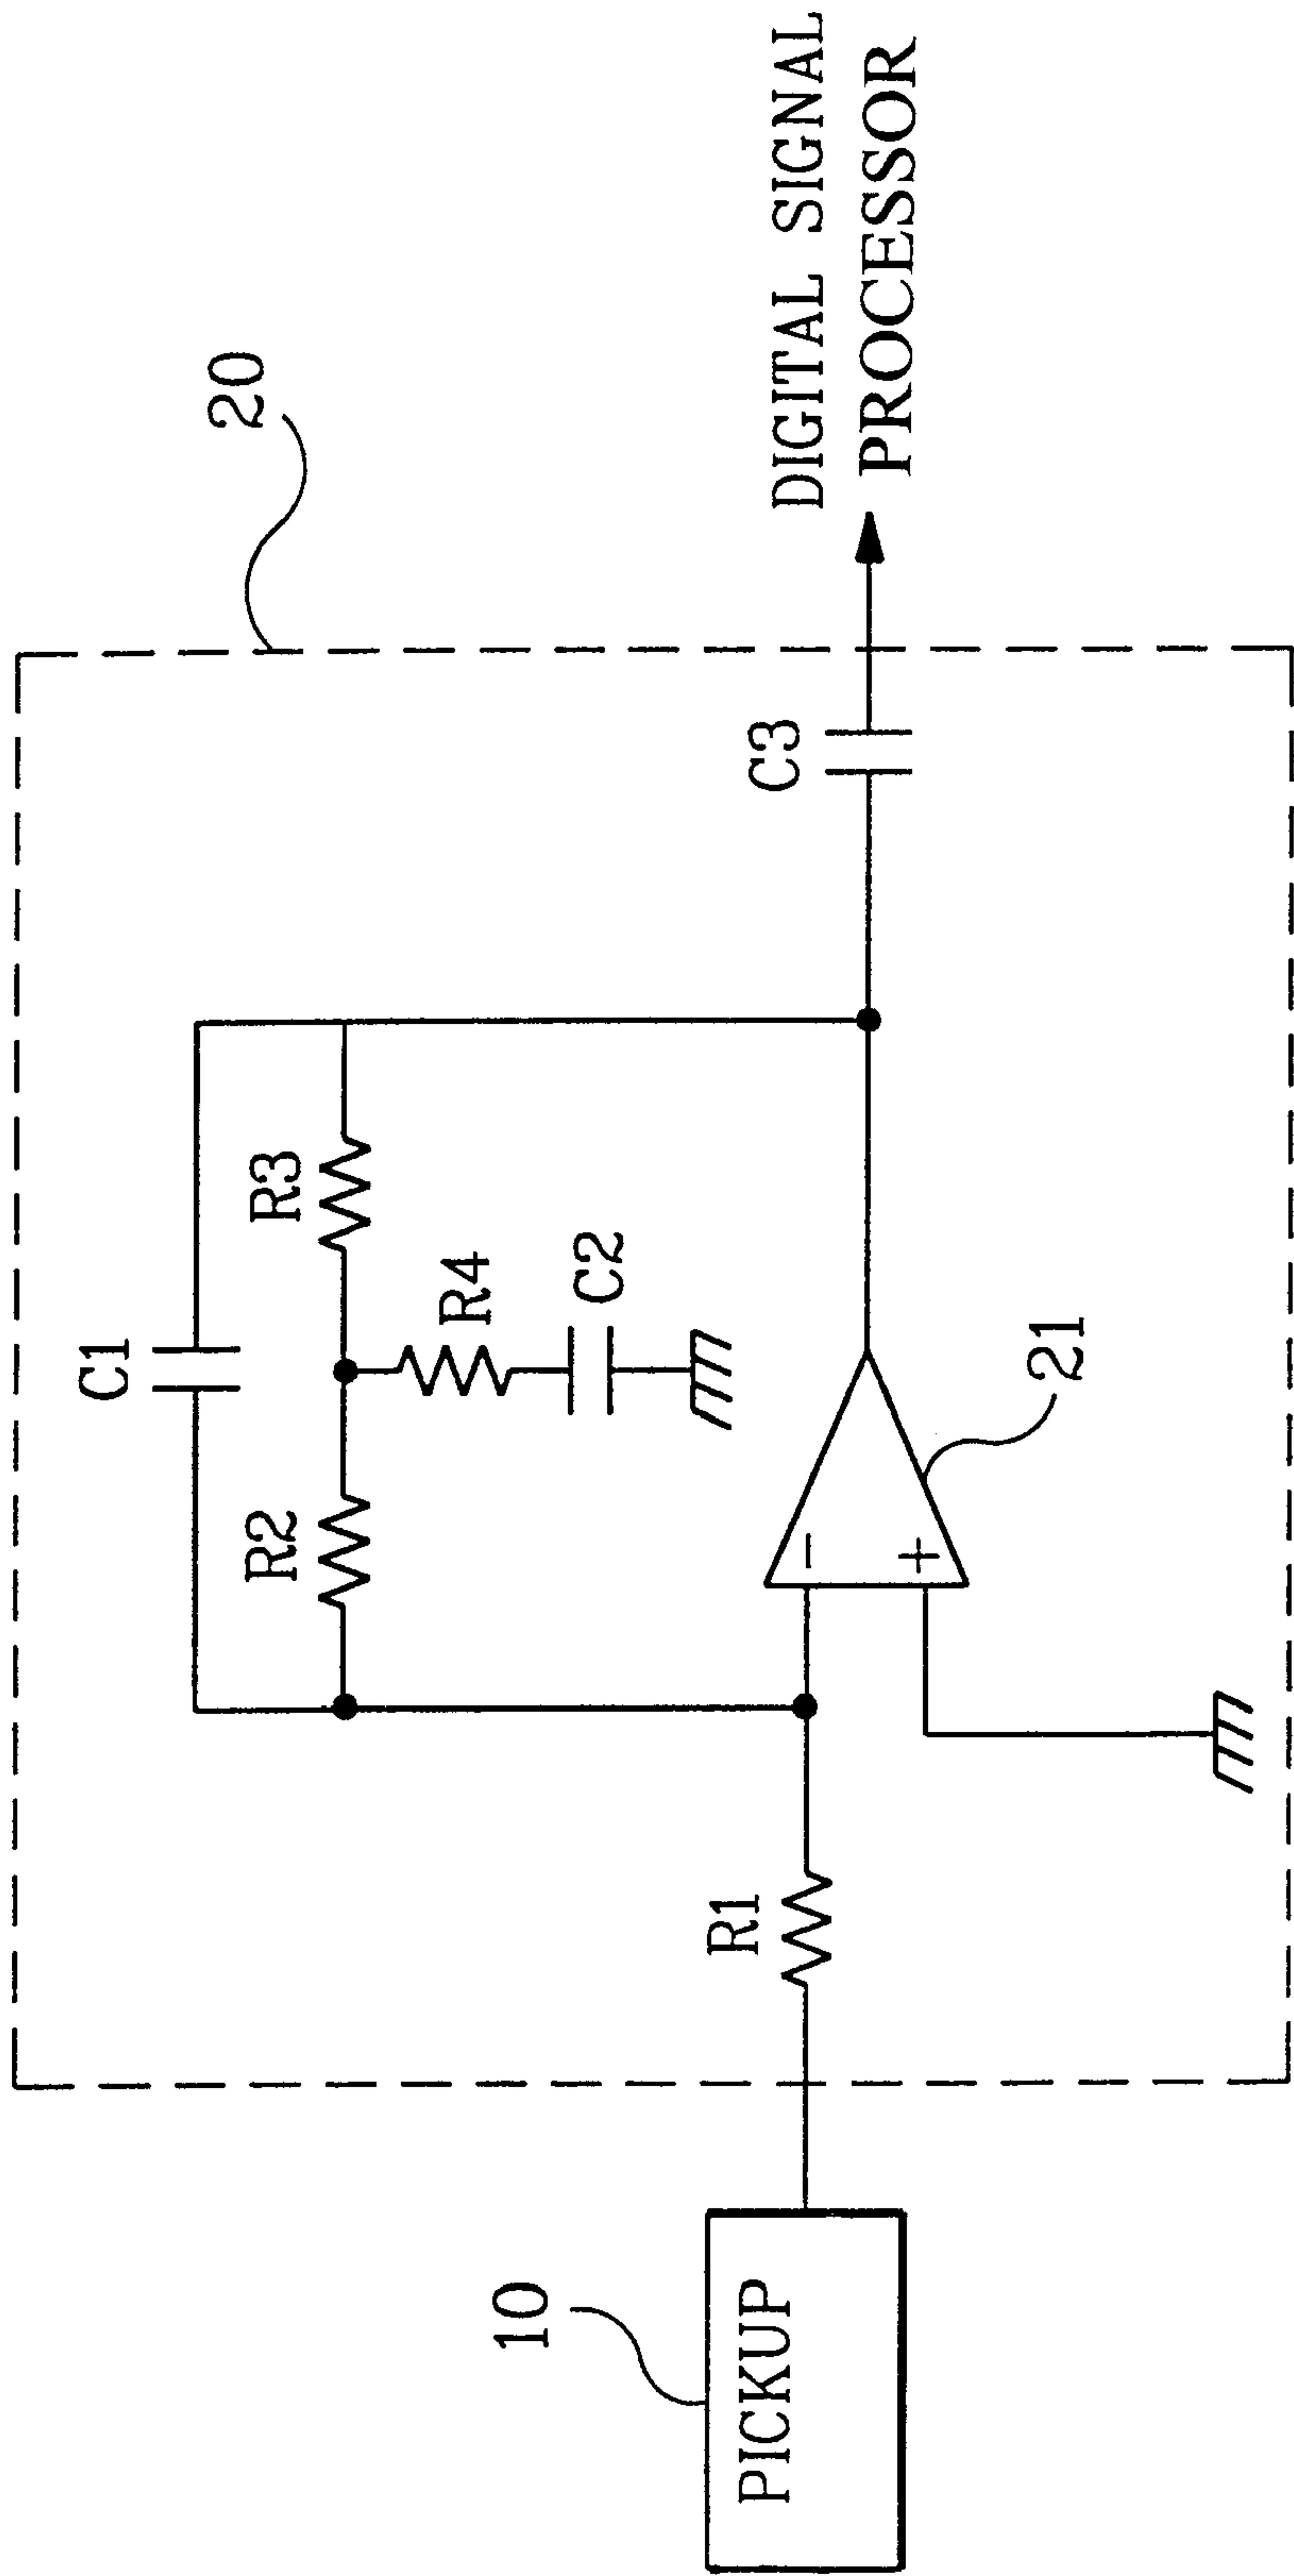 20
C1
R3
R2
R4
C2
C3
DIGITAL SIGNAL
PROCESSOR
10
R1
−
+
21
PICKUP